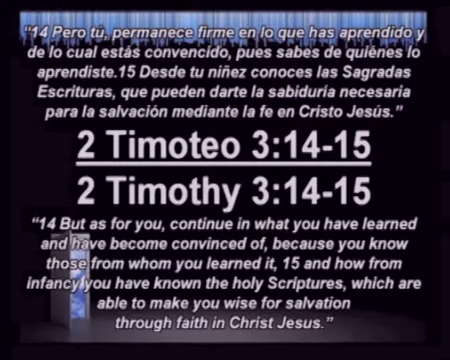 “14 Pero tú, permanece firme en lo que has aprendido y
de lo cual estás convencido, pues sabes de quiénes lo
aprendiste.15 Desde tu niñez conoces las Sagradas
Escrituras, que pueden darte la sabiduría necesaria
para la salvación mediante la fe en Cristo Jesús.”
2 Timoteo 3:14-15
2 Timothy 3:14-15
“14 But as for you, continue in what you have learned
and have become convinced of, because you know
those from whom you learned it, 15 and how from
infancy you have known the holy Scriptures, which are
able to make you wise for salvation
through faith in Christ Jesus.”